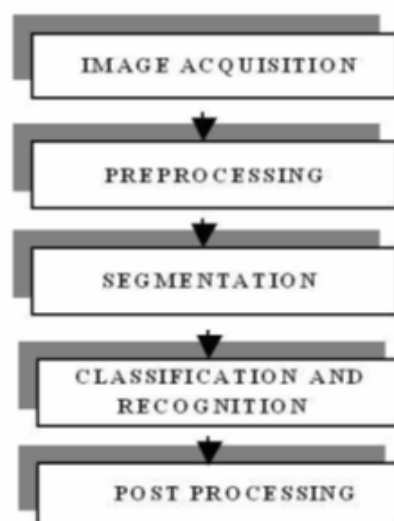 IMAGE ACQUISITION
PREPROCESSING
SEGMENTATION
CLASSIFICATION AND
RECOGNITION
POST PROCESSING